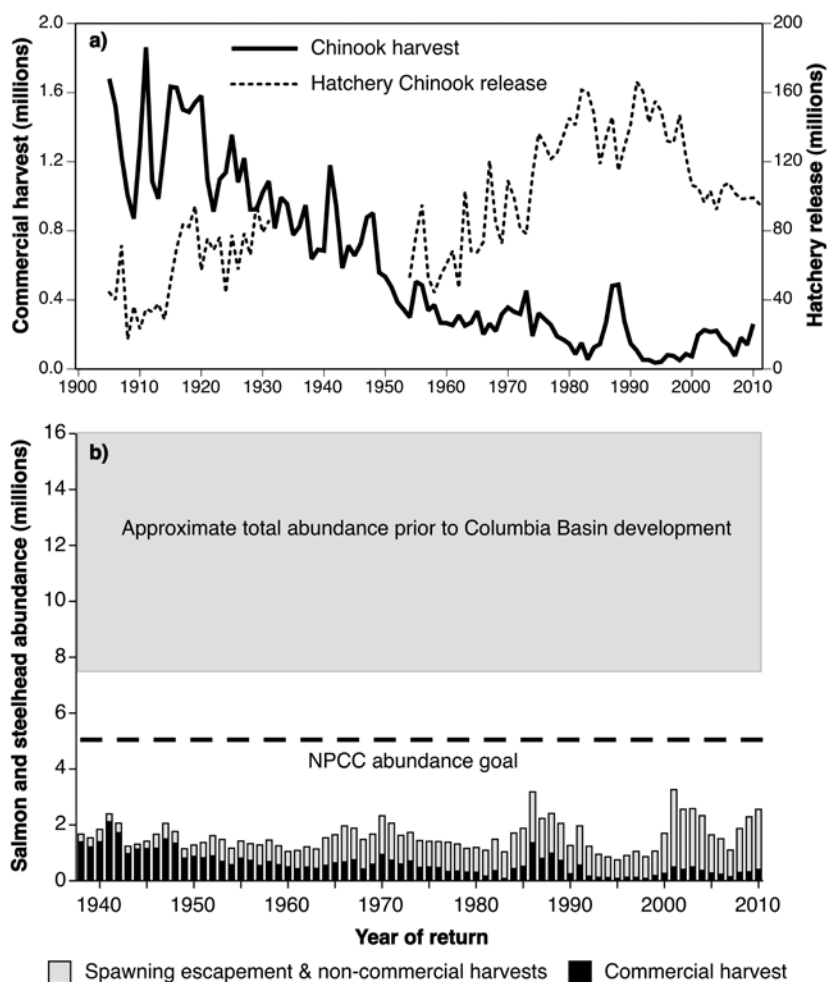 a)
Chinook harvest
Hatchery Chinook release
Commercial harvest (millions)
Hatchery release (millions)
2.0
1.6
1.2
0.8
0.4
0.0
200
160
120
80
40
0
1900 1910 1920 1930 1940 1950 1960 1970 1980 1990 2000 2010
b)
Salmon and steelhead abundance (millions)
16
14
12
10
8
6
4
2
0
Approximate total abundance prior to Columbia Basin development
NPCC abundance goal
1940 1950 1960 1970 1980 1990 2000 2010
Year of return
Spawning escapement & non-commercial harvests Commercial harvest